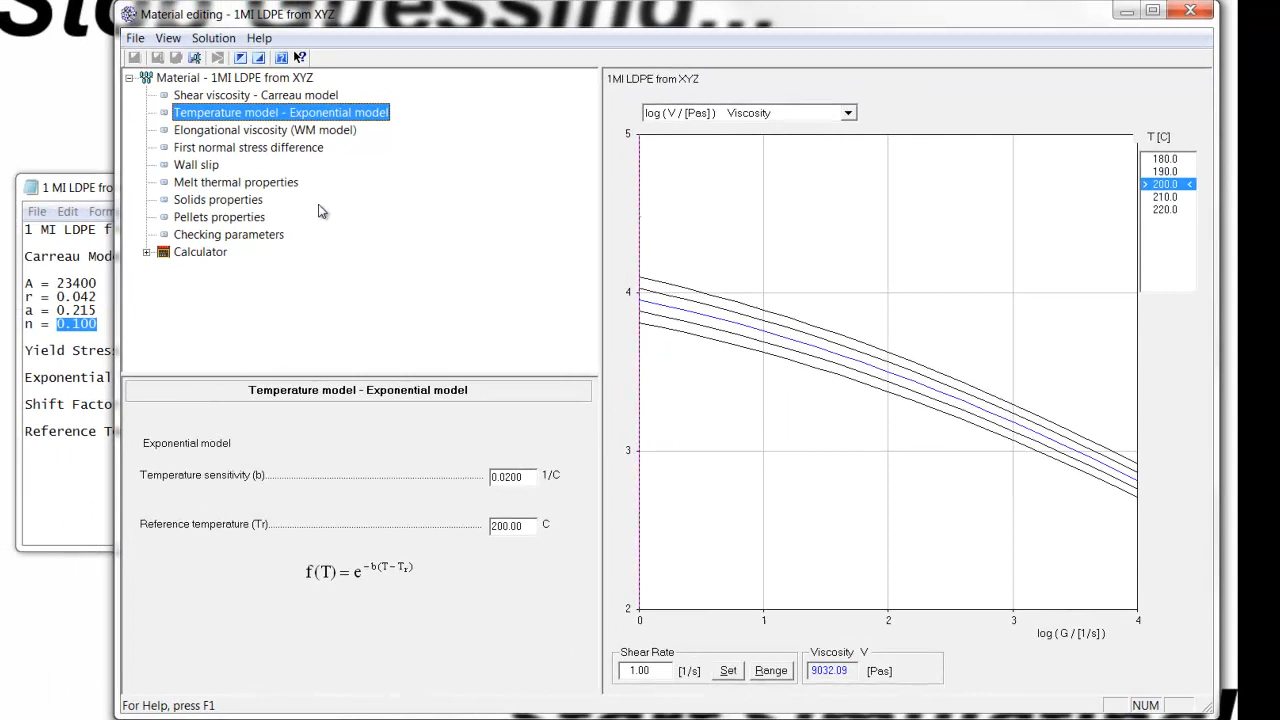 Material editing - 1MI LDPE from XYZ
File View Solution Help
Material - 1MI LDPE from XYZ
Shear viscosity - Carreau model
Temperature model - Exponential model
Elongational viscosity (WM model)
First normal stress difference
Wall slip
Melt thermal properties
Solids properties
Pellets properties
Checking parameters
Calculator
1 MI LDPE fro
File Edit Form
1 MI LDPE f
Carreau Mod
A = 23400
r = 0.042
a = 0.215
n = 0.100
Yield Stres
Exponential
Shift Facto
Reference T
Temperature model - Exponential model
Exponential model
Temperature sensitivity (b) 0.0200 1/C
Reference temperature (Tr) 200.00 C
f(T) = e^-b(T-Tr)
1MI LDPE from XYZ
log ( V / [Pas] ) Viscosity
T [C]
180.0
190.0
> 200.0 <
210.0
220.0
5
4
3
2
0 1 2 3 4
log ( G / [1/s] )
Shear Rate
1.00 [1/s] Set Range
Viscosity V
9032.09 [Pas]
For Help, press F1
NUM